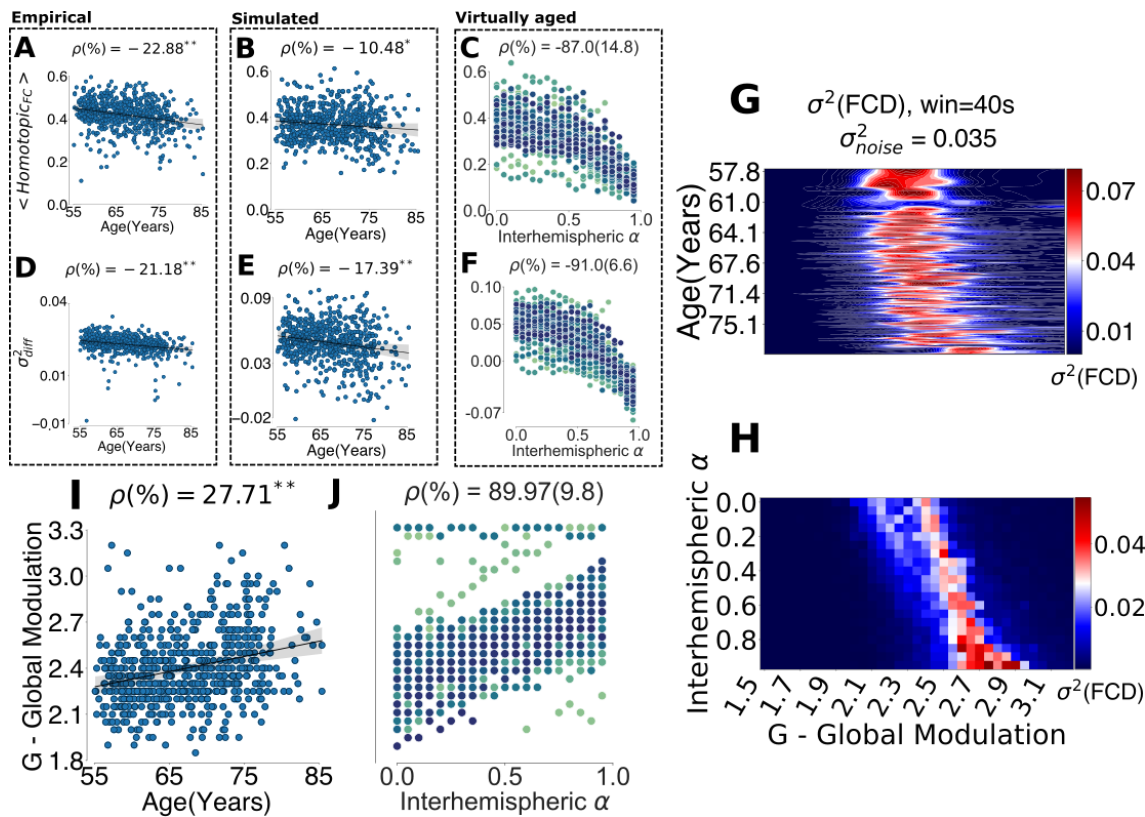 Empirical
Simulated
Virtually aged
A
ρ(%) = − 22.88**
< Homotopic_FC >
0.6
0.4
0.2
0.0
55 65 75 85
Age(Years)
B
ρ(%) = − 10.48*
0.6
0.4
0.2
0.0
55 65 75 85
Age(Years)
C
ρ(%) = -87.0(14.8)
0.6
0.4
0.2
0.0
0.0 0.5 1.0
Interhemispheric α
D
ρ(%) = − 21.18**
σ²_diff
0.04
0.01
−0,01
55 65 75 85
Age(Years)
E
ρ(%) = − 17.39**
0.09
0.03
−0.02
55 65 75 85
Age(Years)
F
ρ(%) = -91.0(6.6)
0.10
0.05
0.00
-0.07
0.0 0.5 1.0
Interhemispheric α
G
σ²(FCD), win=40s
σ²_noise = 0.035
Age(Years)
57.8
61.0
64.1
67.6
71.4
75.1
0.07
0.04
0.01
σ²(FCD)
H
Interhemispheric α
0.0
0.2
0.4
0.6
0.8
1.5 1.7 1.9 2.1 2.3 2.5 2.7 2.9 3.1
G - Global Modulation
0.04
0.02
σ²(FCD)
I
ρ(%) = 27.71**
G - Global Modulation
3.3
3.0
2.7
2.4
2.1
1.8
55 65 75 85
Age(Years)
J
ρ(%) = 89.97(9.8)
0.0 0.5 1.0
Interhemispheric α